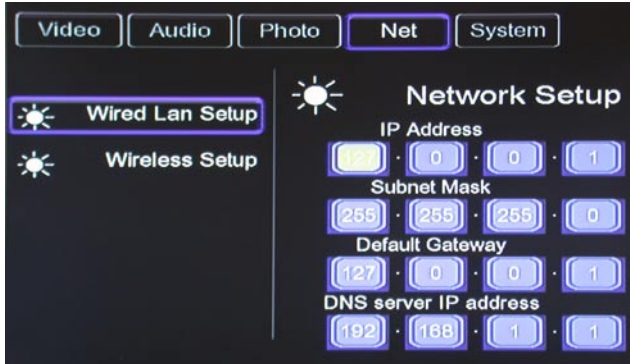 Video Audio Photo Net System
Wired Lan Setup
Wireless Setup
Network Setup
IP Address
127 . 0 . 0 . 1
Subnet Mask
255 . 255 . 255 . 0
Default Gateway
127 . 0 . 0 . 1
DNS server IP address
192 . 168 . 1 . 1